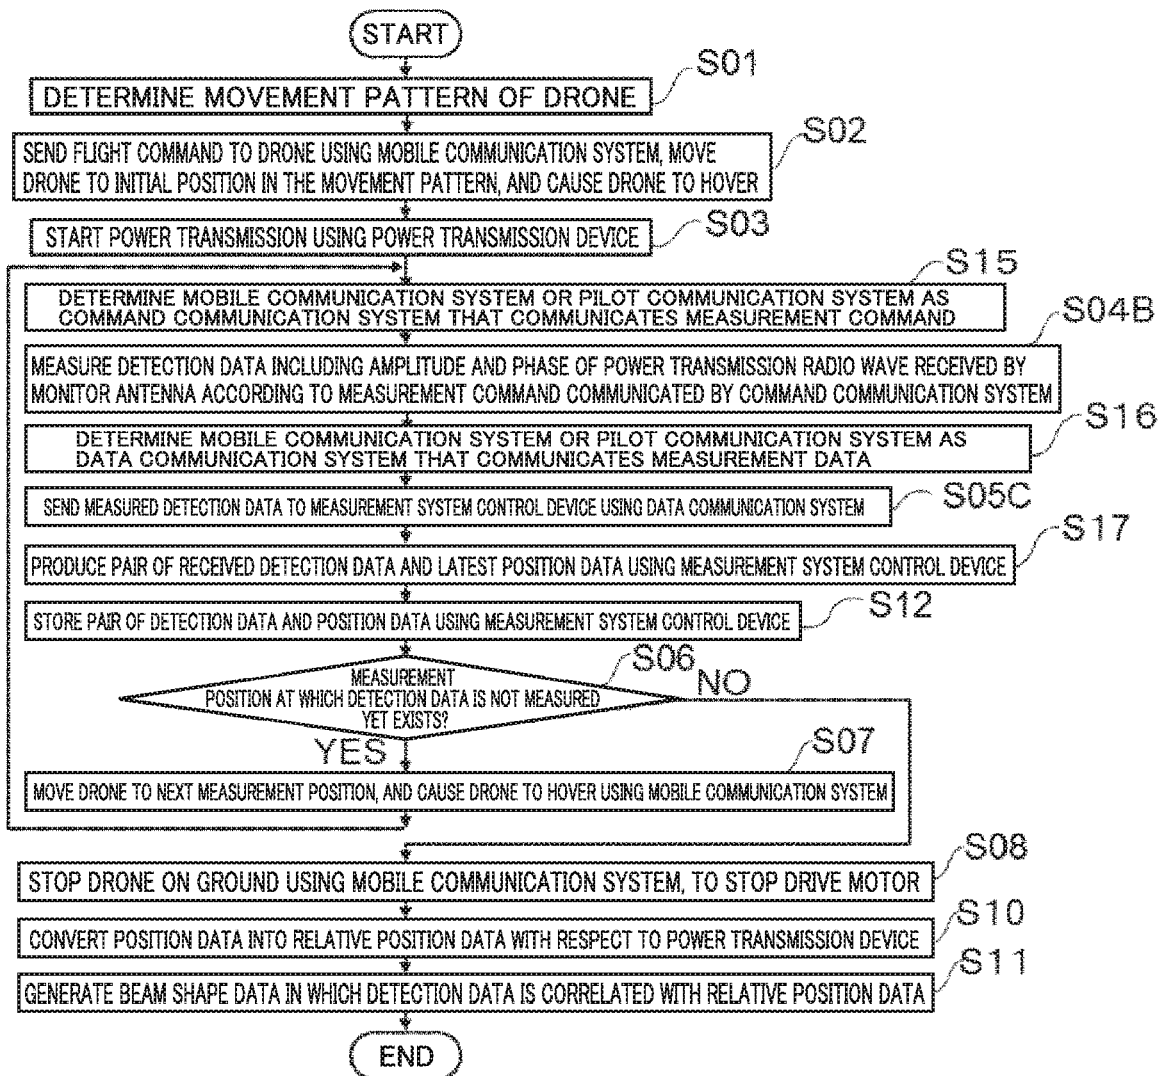 START
S01
DETERMINE MOVEMENT PATTERN OF DRONE
S02
SEND FLIGHT COMMAND TO DRONE USING MOBILE COMMUNICATION SYSTEM, MOVE
DRONE TO INITIAL POSITION IN THE MOVEMENT PATTERN, AND CAUSE DRONE TO HOVER
S03
START POWER TRANSMISSION USING POWER TRANSMISSION DEVICE
S15
DETERMINE MOBILE COMMUNICATION SYSTEM OR PILOT COMMUNICATION SYSTEM AS
COMMAND COMMUNICATION SYSTEM THAT COMMUNICATES MEASUREMENT COMMAND
S04B
MEASURE DETECTION DATA INCLUDING AMPLITUDE AND PHASE OF POWER TRANSMISSION RADIO WAVE RECEIVED BY
MONITOR ANTENNA ACCORDING TO MEASUREMENT COMMAND COMMUNICATED BY COMMAND COMMUNICATION SYSTEM
S16
DETERMINE MOBILE COMMUNICATION SYSTEM OR PILOT COMMUNICATION SYSTEM AS
DATA COMMUNICATION SYSTEM THAT COMMUNICATES MEASUREMENT DATA
S05C
SEND MEASURED DETECTION DATA TO MEASUREMENT SYSTEM CONTROL DEVICE USING DATA COMMUNICATION SYSTEM
S17
PRODUCE PAIR OF RECEIVED DETECTION DATA AND LATEST POSITION DATA USING MEASUREMENT SYSTEM CONTROL DEVICE
S12
STORE PAIR OF DETECTION DATA AND POSITION DATA USING MEASUREMENT SYSTEM CONTROL DEVICE
S06
MEASUREMENT
POSITION AT WHICH DETECTION DATA IS NOT MEASURED
YET EXISTS?
NO
YES
S07
MOVE DRONE TO NEXT MEASUREMENT POSITION, AND CAUSE DRONE TO HOVER USING MOBILE COMMUNICATION SYSTEM
S08
STOP DRONE ON GROUND USING MOBILE COMMUNICATION SYSTEM, TO STOP DRIVE MOTOR
S10
CONVERT POSITION DATA INTO RELATIVE POSITION DATA WITH RESPECT TO POWER TRANSMISSION DEVICE
S11
GENERATE BEAM SHAPE DATA IN WHICH DETECTION DATA IS CORRELATED WITH RELATIVE POSITION DATA
END